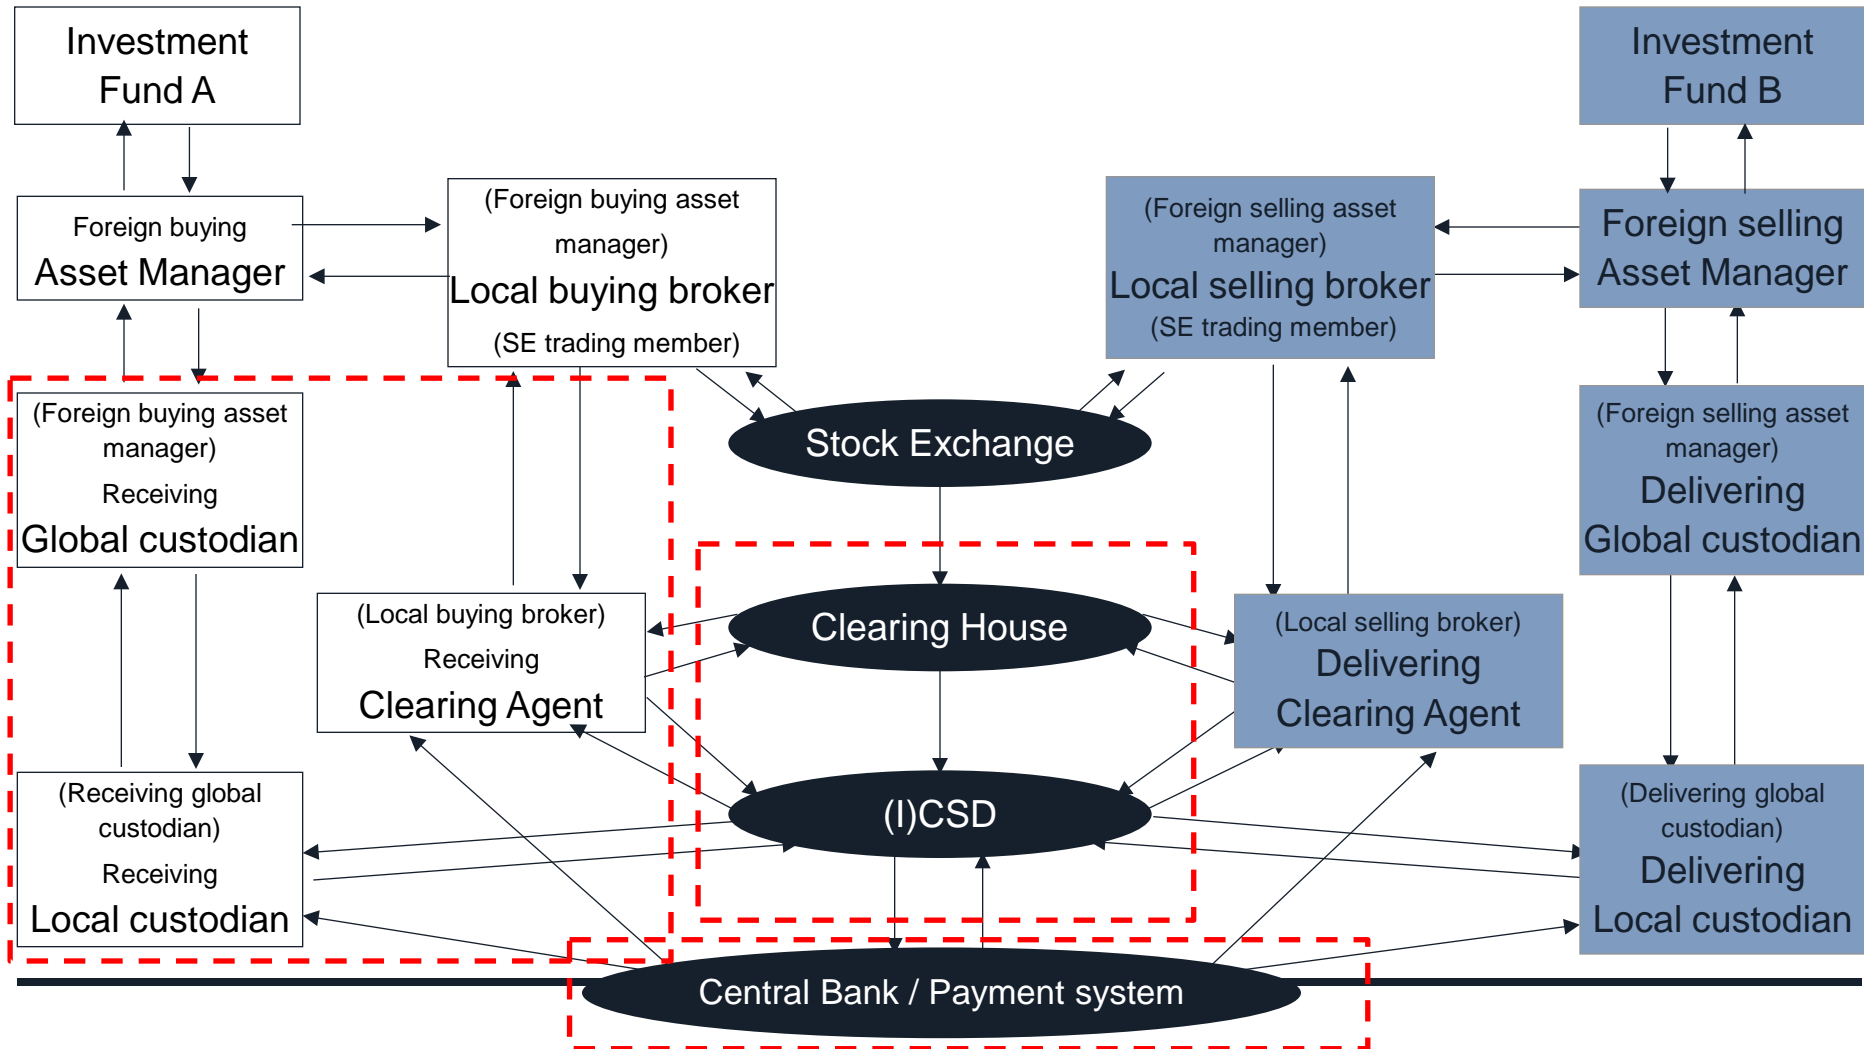 Investment
Fund A
Investment
Fund B
Foreign buying
Asset Manager
(Foreign buying asset
manager)
Local buying broker
(SE trading member)
(Foreign selling asset
manager)
Local selling broker
(SE trading member)
Foreign selling
Asset Manager
(Foreign buying asset
manager)
Receiving
Global custodian
Stock Exchange
(Foreign selling asset
manager)
Delivering
Global custodian
(Local buying broker)
Receiving
Clearing Agent
Clearing House
(Local selling broker)
Delivering
Clearing Agent
(Receiving global
custodian)
Receiving
Local custodian
(I)CSD
(Delivering global
custodian)
Delivering
Local custodian
Central Bank / Payment system